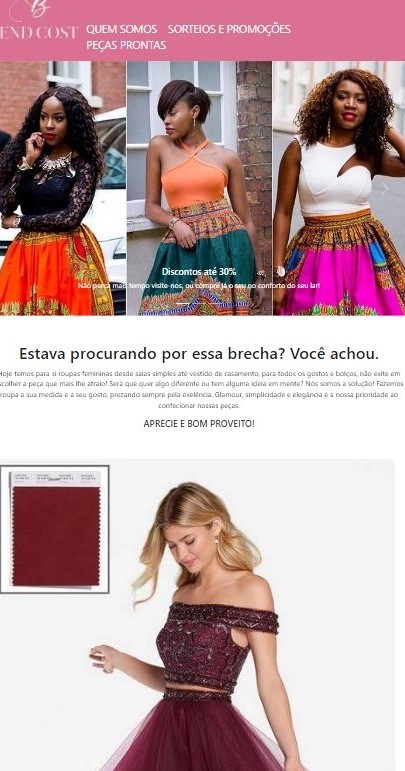 B
END COST
QUEM SOMOS SORTEIOS E PROMOÇÕES
PEÇAS PRONTAS
Discontos até 30%
Não perca mais tempo visite-nos, ou compre já o seu no conforto do seu lar!
Estava procurando por essa brecha? Você achou.
Hoje temos para si roupas femininas desde saias simples até vestido de casamento, para todos os gostos e bolços, não exite em
escolher a peça que mais lhe atrai! Será que quer algo diferente ou tem alguma ideia em mente? Nós somos a solução! Fazemos
roupa a sua medida e a seu gosto, prezando sempre pela exelência. Glamour, simplicidade e elegância é a nossa prioridade ao
confecionar nossas peças.
APRECIE E BOM PROVEITO!